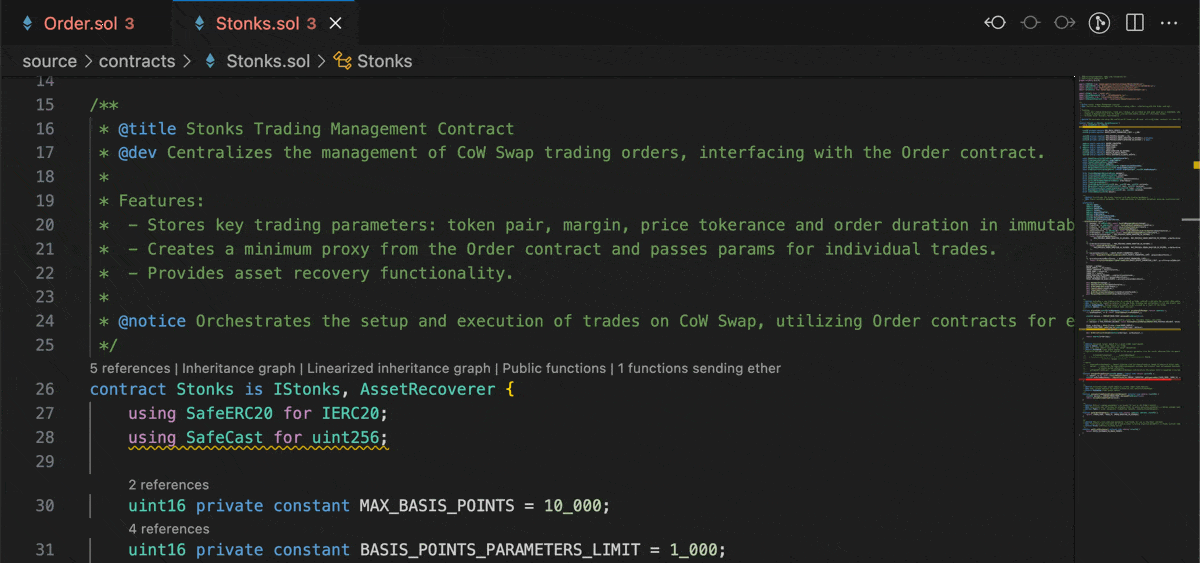 Order.sol 3
Stonks.sol 3
source > contracts > Stonks.sol > Stonks
14
15 /**
16 * @title Stonks Trading Management Contract
17 * @dev Centralizes the management of CoW Swap trading orders, interfacing with the Order contract.
18 *
19 * Features:
20 * - Stores key trading parameters: token pair, margin, price tokerance and order duration in immutab
21 * - Creates a minimum proxy from the Order contract and passes params for individual trades.
22 * - Provides asset recovery functionality.
23 *
24 * @notice Orchestrates the setup and execution of trades on CoW Swap, utilizing Order contracts for e
25 */
5 references | Inheritance graph | Linearized inheritance graph | Public functions | 1 functions sending ether
26 contract Stonks is IStonks, AssetRecoverer {
27 using SafeERC20 for IERC20;
28 using SafeCast for uint256;
29
2 references
30 uint16 private constant MAX_BASIS_POINTS = 10_000;
4 references
31 uint16 private constant BASIS_POINTS_PARAMETERS_LIMIT = 1_000;